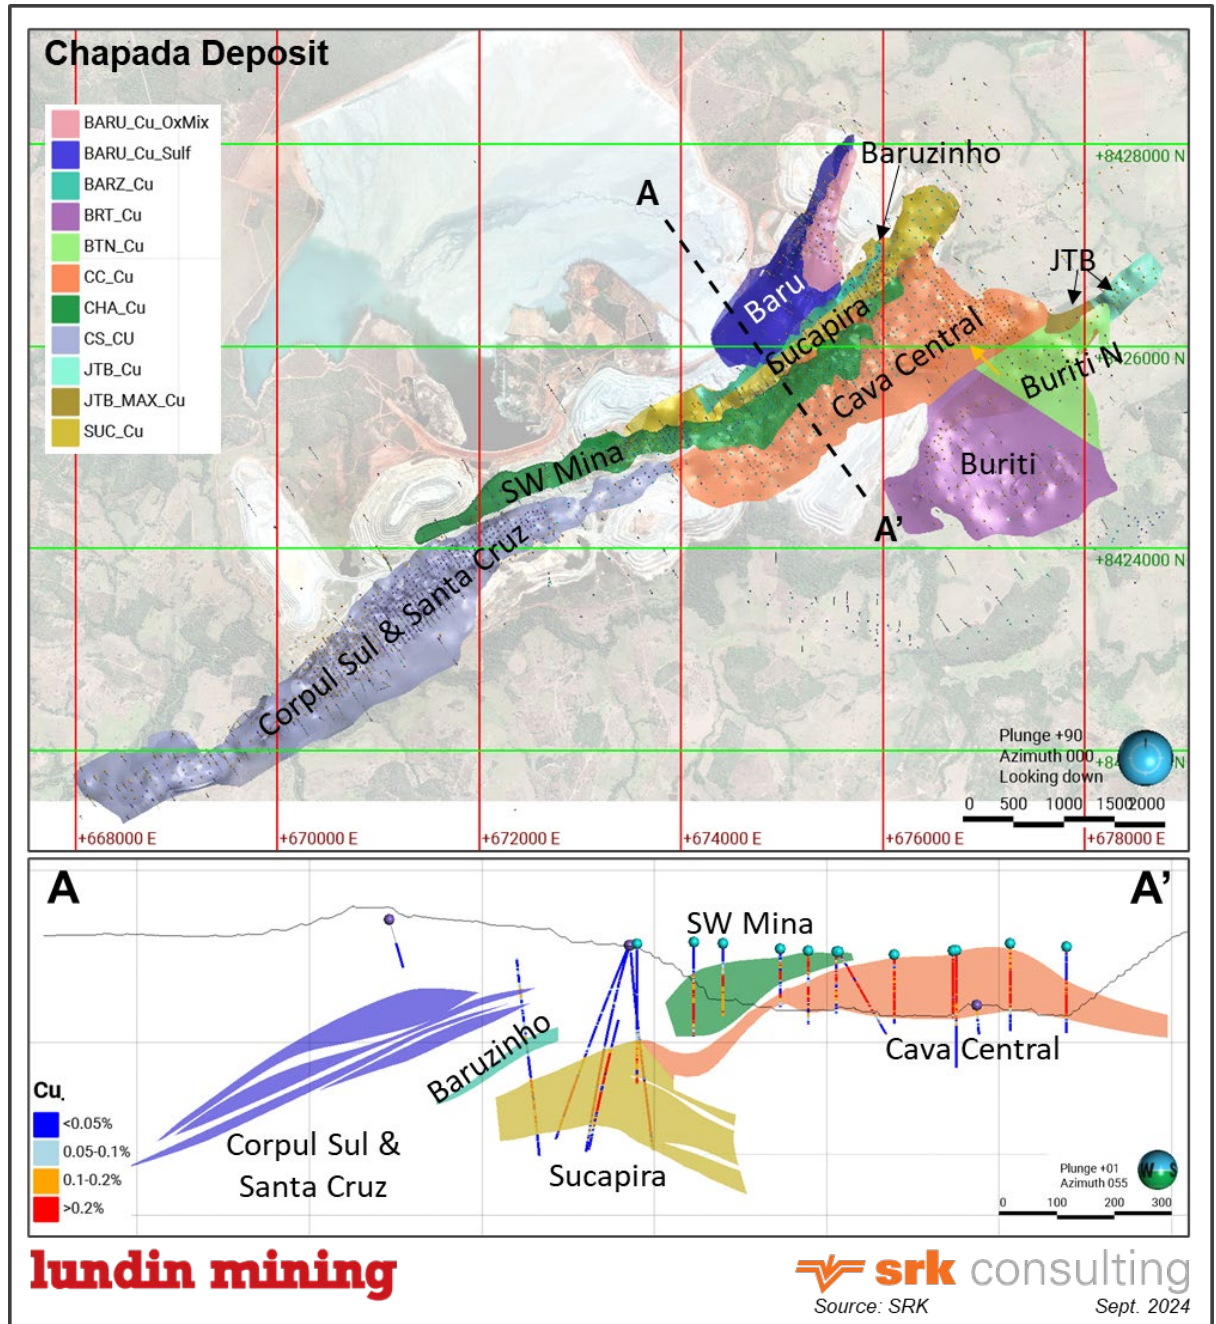 Chapada Deposit
BARU_Cu_OxMix
BARU_Cu_Sulf
BARZ_Cu
BRT_Cu
BTN_Cu
CC_Cu
CHA_Cu
CS_CU
JTB_Cu
JTB_MAX_Cu
SUC_Cu
Baruzinho
+8428000 N
A
JTB
Baru
Sucapira
+8426000 N
Cava Central
Buriti N
SW Mina
Buriti
A’
+8424000 N
Corpul Sul & Santa Cruz
Plunge +90
Azimuth 000
Looking down
0 500 1000 1500 2000
+668000 E +670000 E +672000 E +674000 E +676000 E +678000 E
A A’
SW Mina
Baruzinho
Cava Central
Cu.
<0.05%
0.05-0.1%
0.1-0.2%
>0.2%
Corpul Sul &
Santa Cruz
Sucapira
Plunge +01
Azimuth 055
W S
0 100 200 300
lundin mining
srk consulting
Source: SRK Sept. 2024